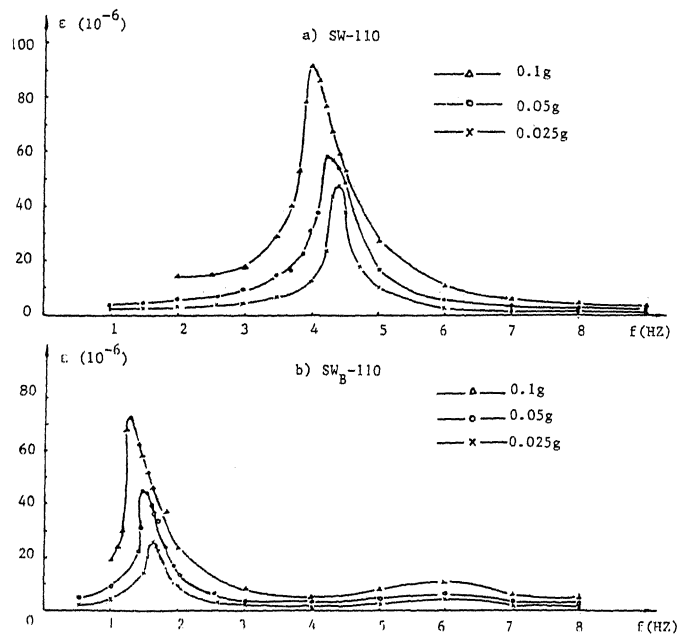 ε (10⁻⁶)
a) SW-110
100
80
60
40
20
0
0.1g
0.05g
0.025g
1 2 3 4 5 6 7 8 f(HZ)
ε (10⁻⁶)
b) SW_B-110
80
60
40
20
0
0.1g
0.05g
0.025g
1 2 3 4 5 6 7 8 f(HZ)